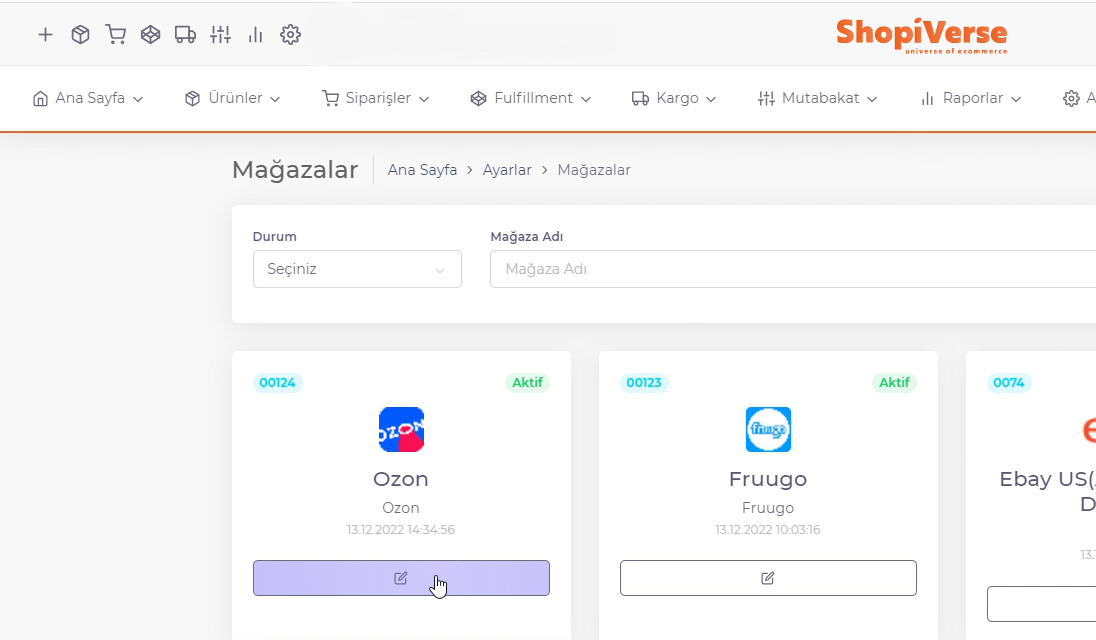 ShopiVerse
universe of ecommerce
Ana Sayfa Ürünler Siparişler Fulfillment Kargo Mutabakat Raporlar A
Mağazalar Ana Sayfa > Ayarlar > Mağazalar
Durum Mağaza Adı
Seçiniz Mağaza Adı
00124 Aktif 00123 Aktif 0074
OZON fruugo e
Ozon Fruugo Ebay US(
D
Ozon Fruugo
13.12.2022 14:34:56 13.12.2022 10:03:16
13.